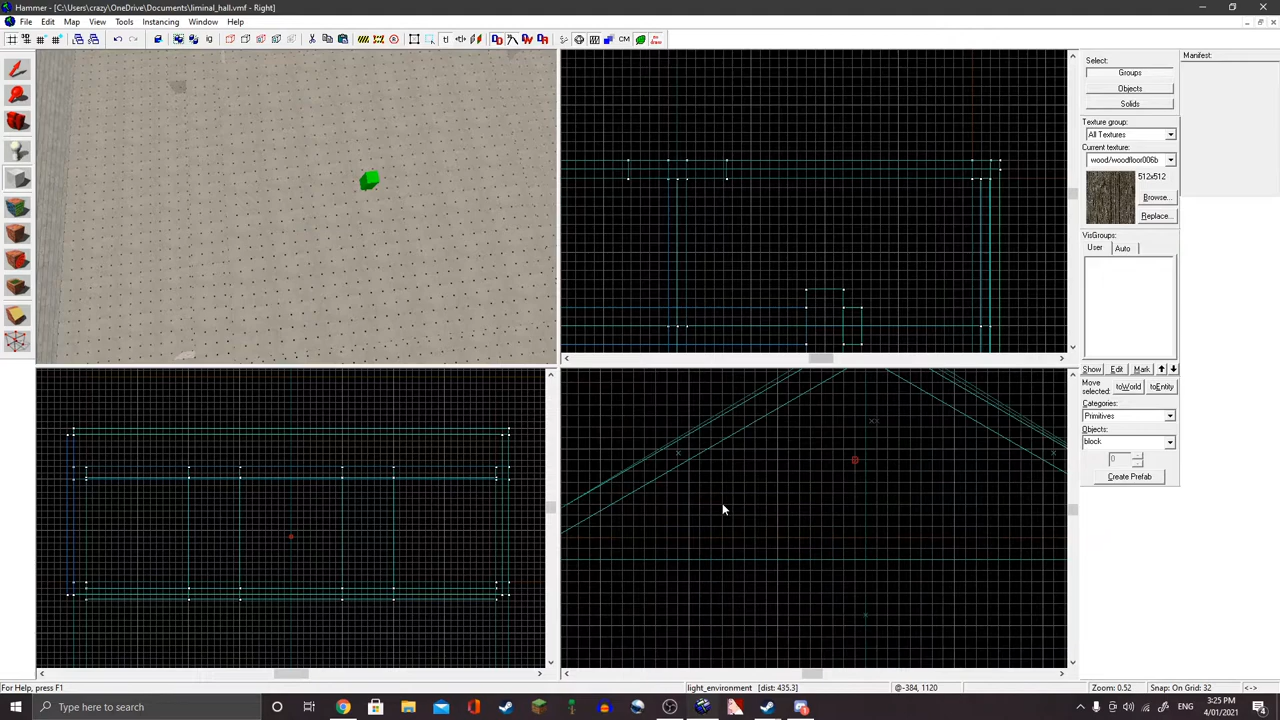 Hammer - [C:\Users\crazy\OneDrive\Documents\liminal_hall.vmf - Right]
File Edit Map View Tools Instancing Window Help
CM
Select:
Groups
Objects
Solids
Texture group:
All Textures
Current texture:
wood/woodfloor006b
512x512
Browse...
Replace...
VisGroups:
User Auto
Show Edit Mark
Move
selected:
toWorld toEntity
Categories:
Primitives
Objects:
block
0
Create Prefab
Manifest:
For Help, press F1
light_environment [dist: 435.3]
@-384, 1120
Zoom: 0.52
Snap: On Grid: 32
<->
Type here to search
3:25 PM
4/01/2021